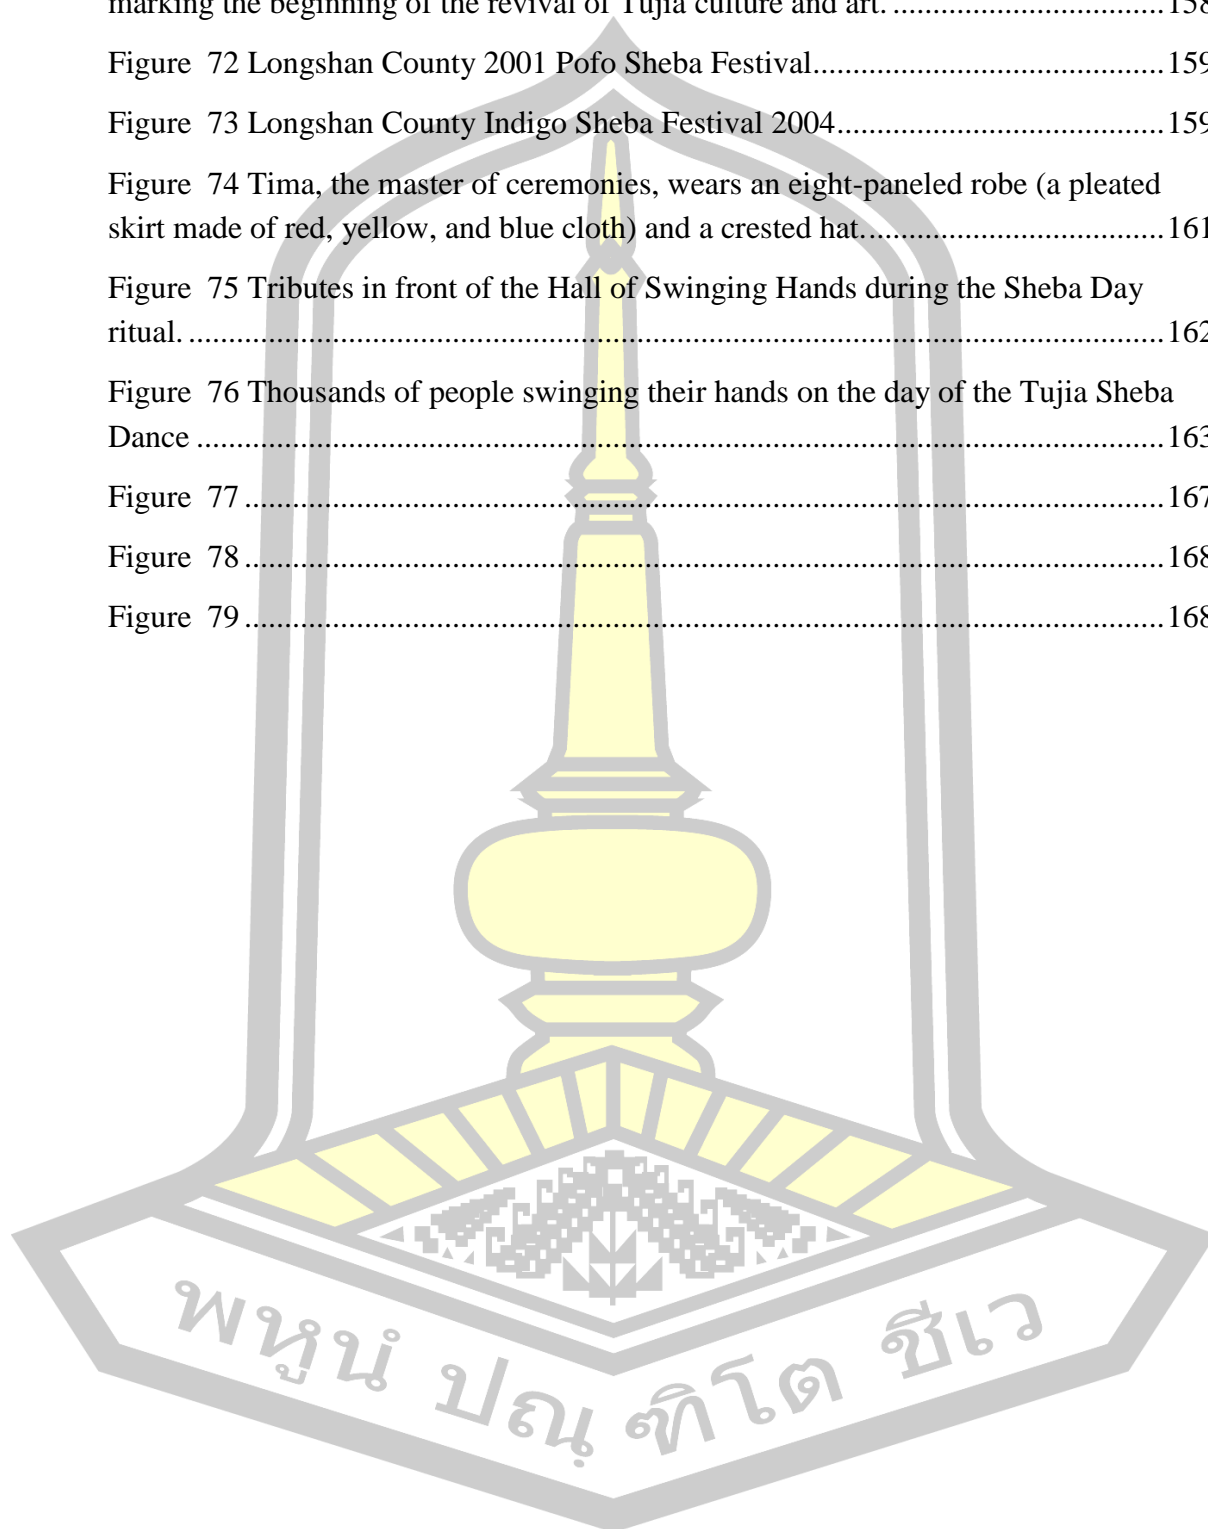 marking the beginning of the revival of Tujia culture and art. ................................158
Figure  72 Longshan County 2001 Pofo Sheba Festival..........................................159
Figure  73 Longshan County Indigo Sheba Festival 2004.......................................159
Figure  74 Tima, the master of ceremonies, wears an eight-paneled robe (a pleated
skirt made of red, yellow, and blue cloth) and a crested hat....................................161
Figure  75 Tributes in front of the Hall of Swinging Hands during the Sheba Day
ritual. .......................................................................................................................162
Figure  76 Thousands of people swinging their hands on the day of the Tujia Sheba
Dance ......................................................................................................................163
Figure  77 ................................................................................................................167
Figure  78 ................................................................................................................168
Figure  79 ................................................................................................................168
พหูนํ ปณฺฑิโต ชีเว